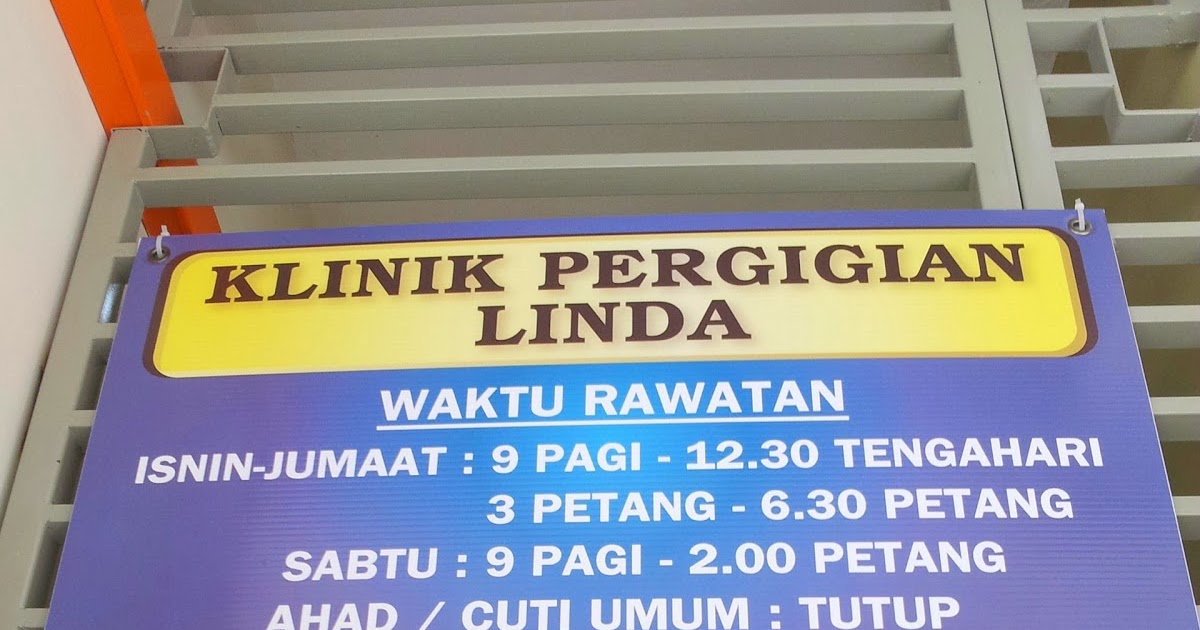 KLINIK PERGIGIAN
LINDA
WAKTU RAWATAN
ISNIN-JUMAAT : 9 PAGI - 12.30 TENGAHARI
3 PETANG - 6.30 PETANG
SABTU : 9 PAGI - 2.00 PETANG
AHAD / CUTI UMUM : TUTUP